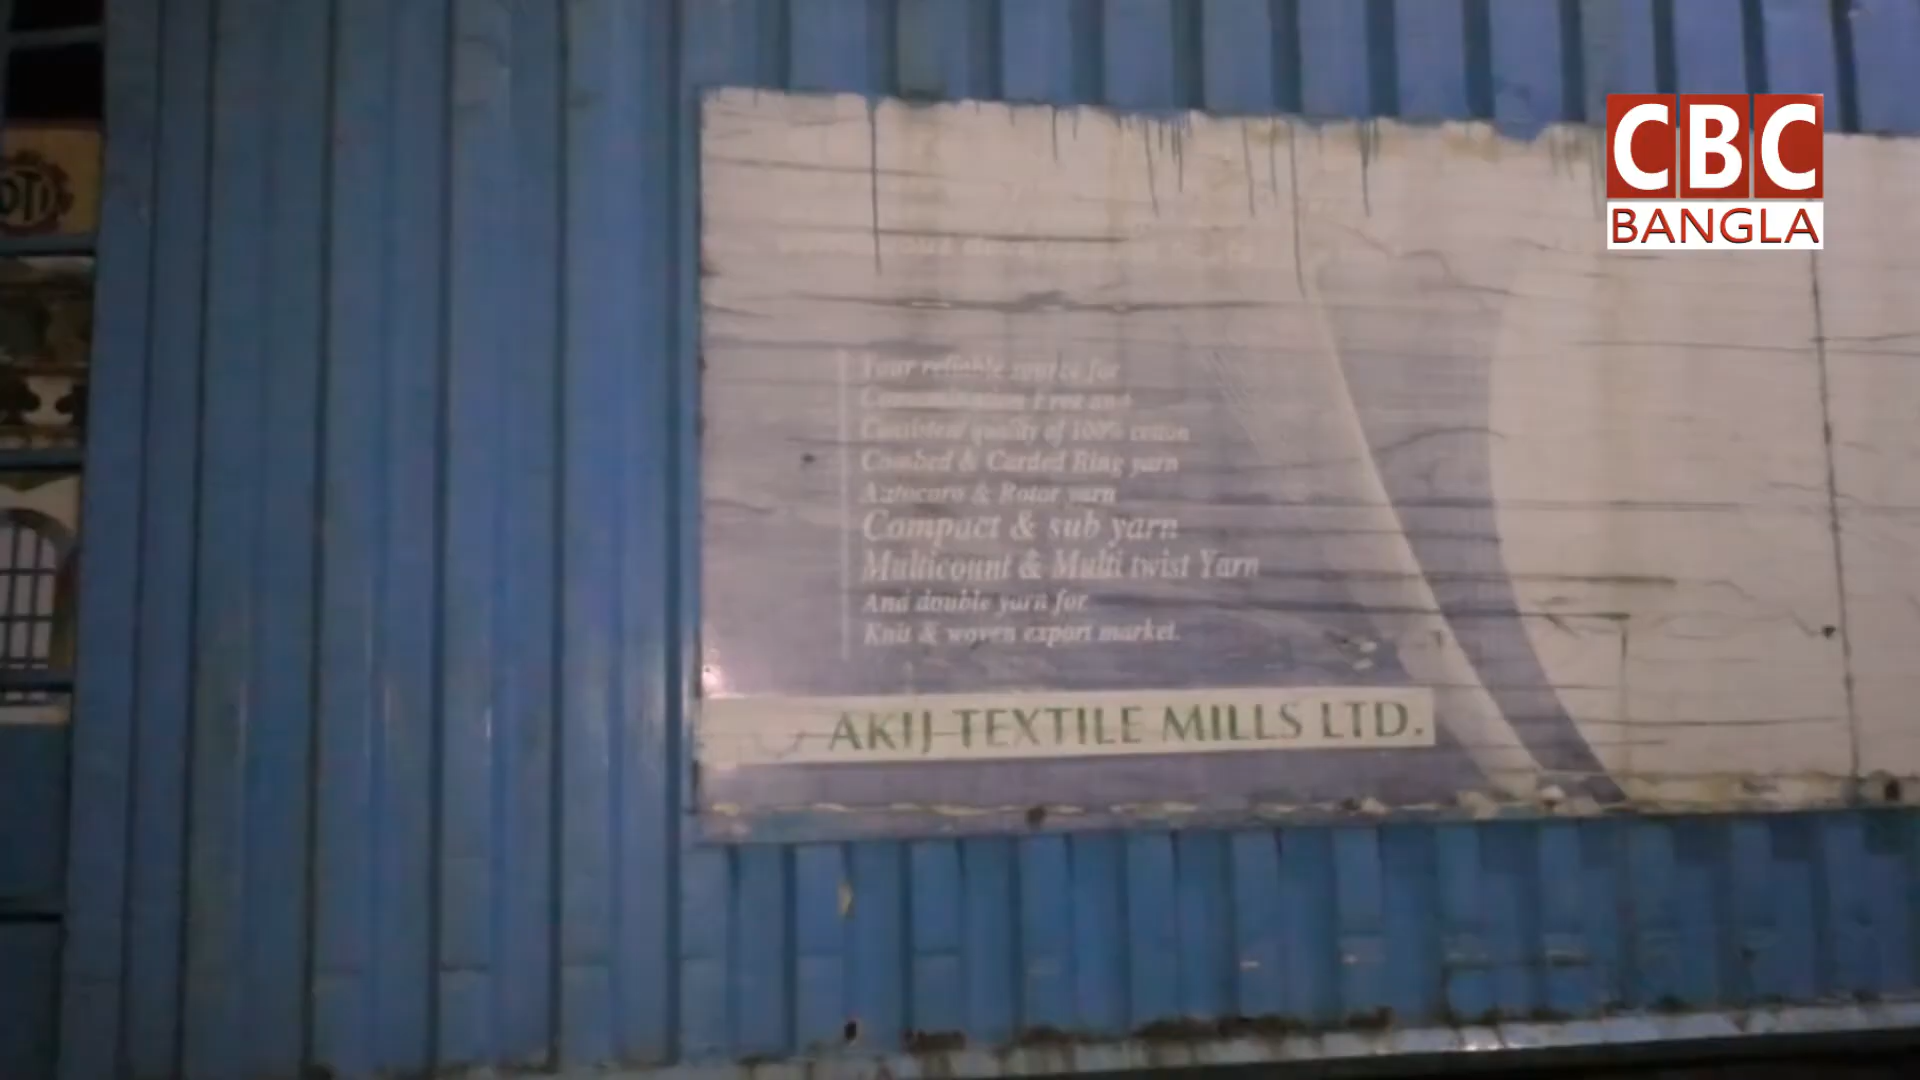 CBC
BANGLA
Your reliable source for
Contamination Free and
Consistent quality of 100% cotton
Combed & Carded Ring yarn
Autocoro & Rotor yarn
Compact & sub yarn
Multicount & Multi twist Yarn
And double yarn for
Knit & woven export market.
AKIJ TEXTILE MILLS LTD.